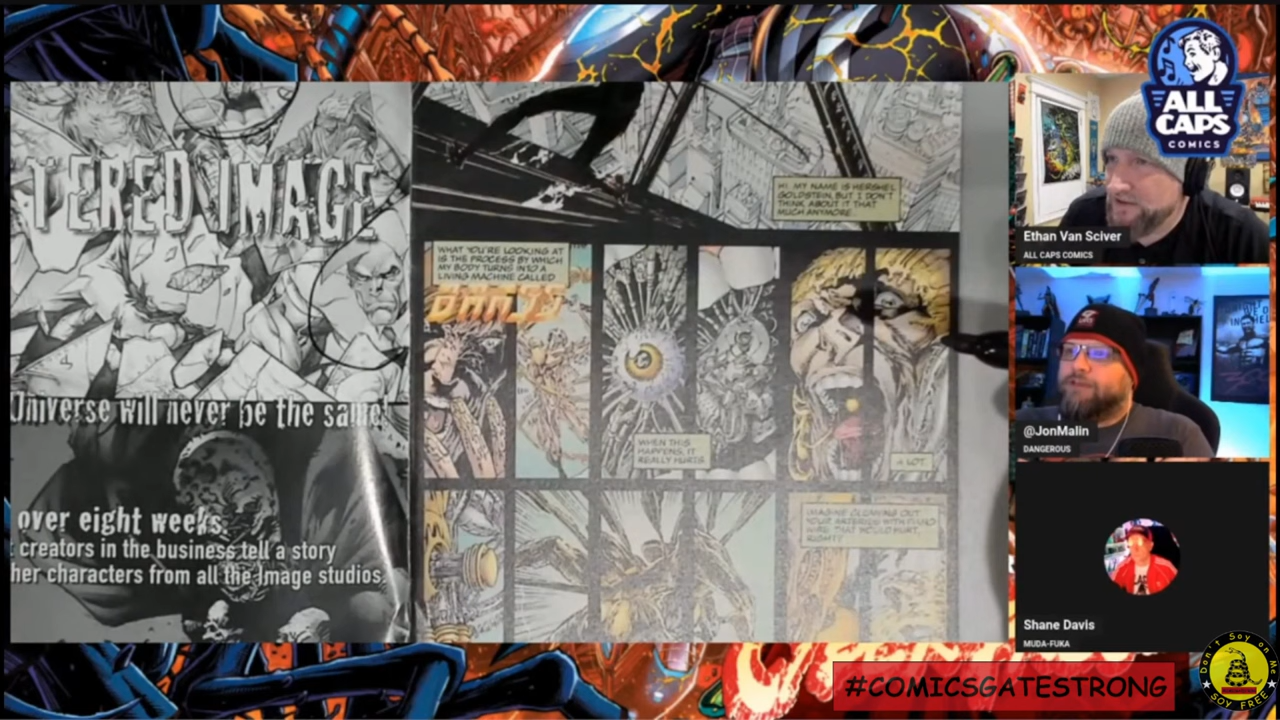 TERED IMAGE
Universe will never be the same!
over eight weeks.
t creators in the business tell a story
her characters from all the Image studios.
HI. MY NAME IS HERSHEL
GOLDSTEIN BUT I DON'T
THINK ABOUT IT THAT
MUCH ANYMORE...
WHAT YOU'RE LOOKING AT
IS THE PROCESS BY WHICH
MY BODY TURNS INTO A
LIVING MACHINE CALLED
WHEN THIS
HAPPENS, IT
REALLY HURTS.
A LOT.
IMAGINE CLEANING OUT
YOUR ARTERIES WITH
WIRE. THAT WOULD HURT,
RIGHT?
ALL
CAPS
COMICS
Ethan Van Sciver
ALL CAPS COMICS
@JonMalin
DANGEROUS
Shane Davis
MUDA-FUKA
#COMICSGATESTRONG
Don't Soy on Me
SOY FREE